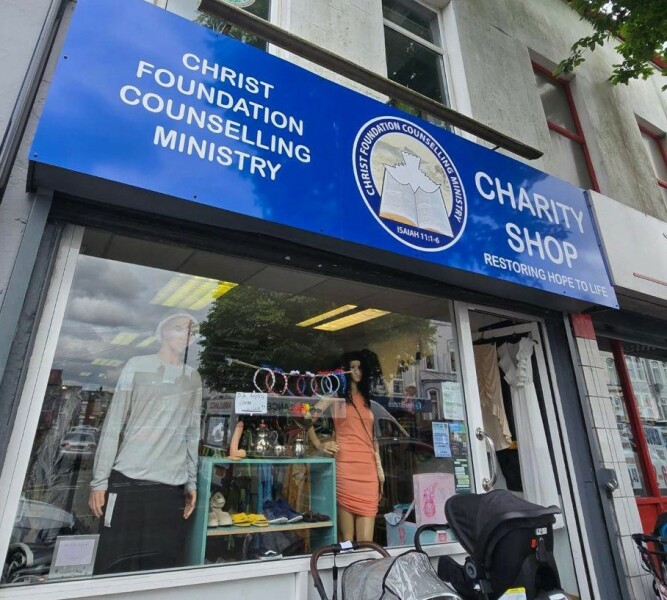 CHRIST
FOUNDATION
COUNSELLING
MINISTRY
CHRIST FOUNDATION COUNSELLING MINISTRY
ISAIAH 11:1-6
CHARITY
SHOP
RESTORING HOPE TO LIFE